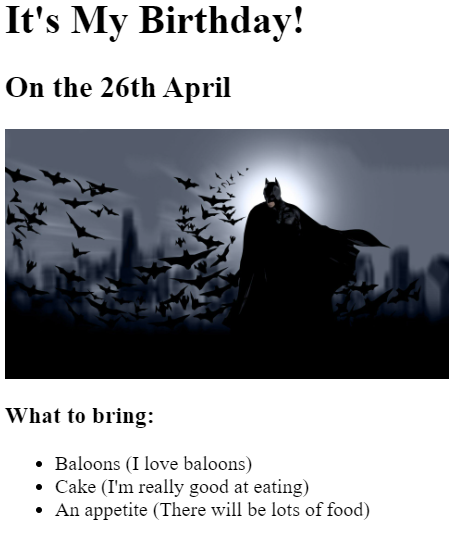 It's My Birthday!
On the 26th April
What to bring:
Baloons (I love baloons)
Cake (I'm really good at eating)
An appetite (There will be lots of food)